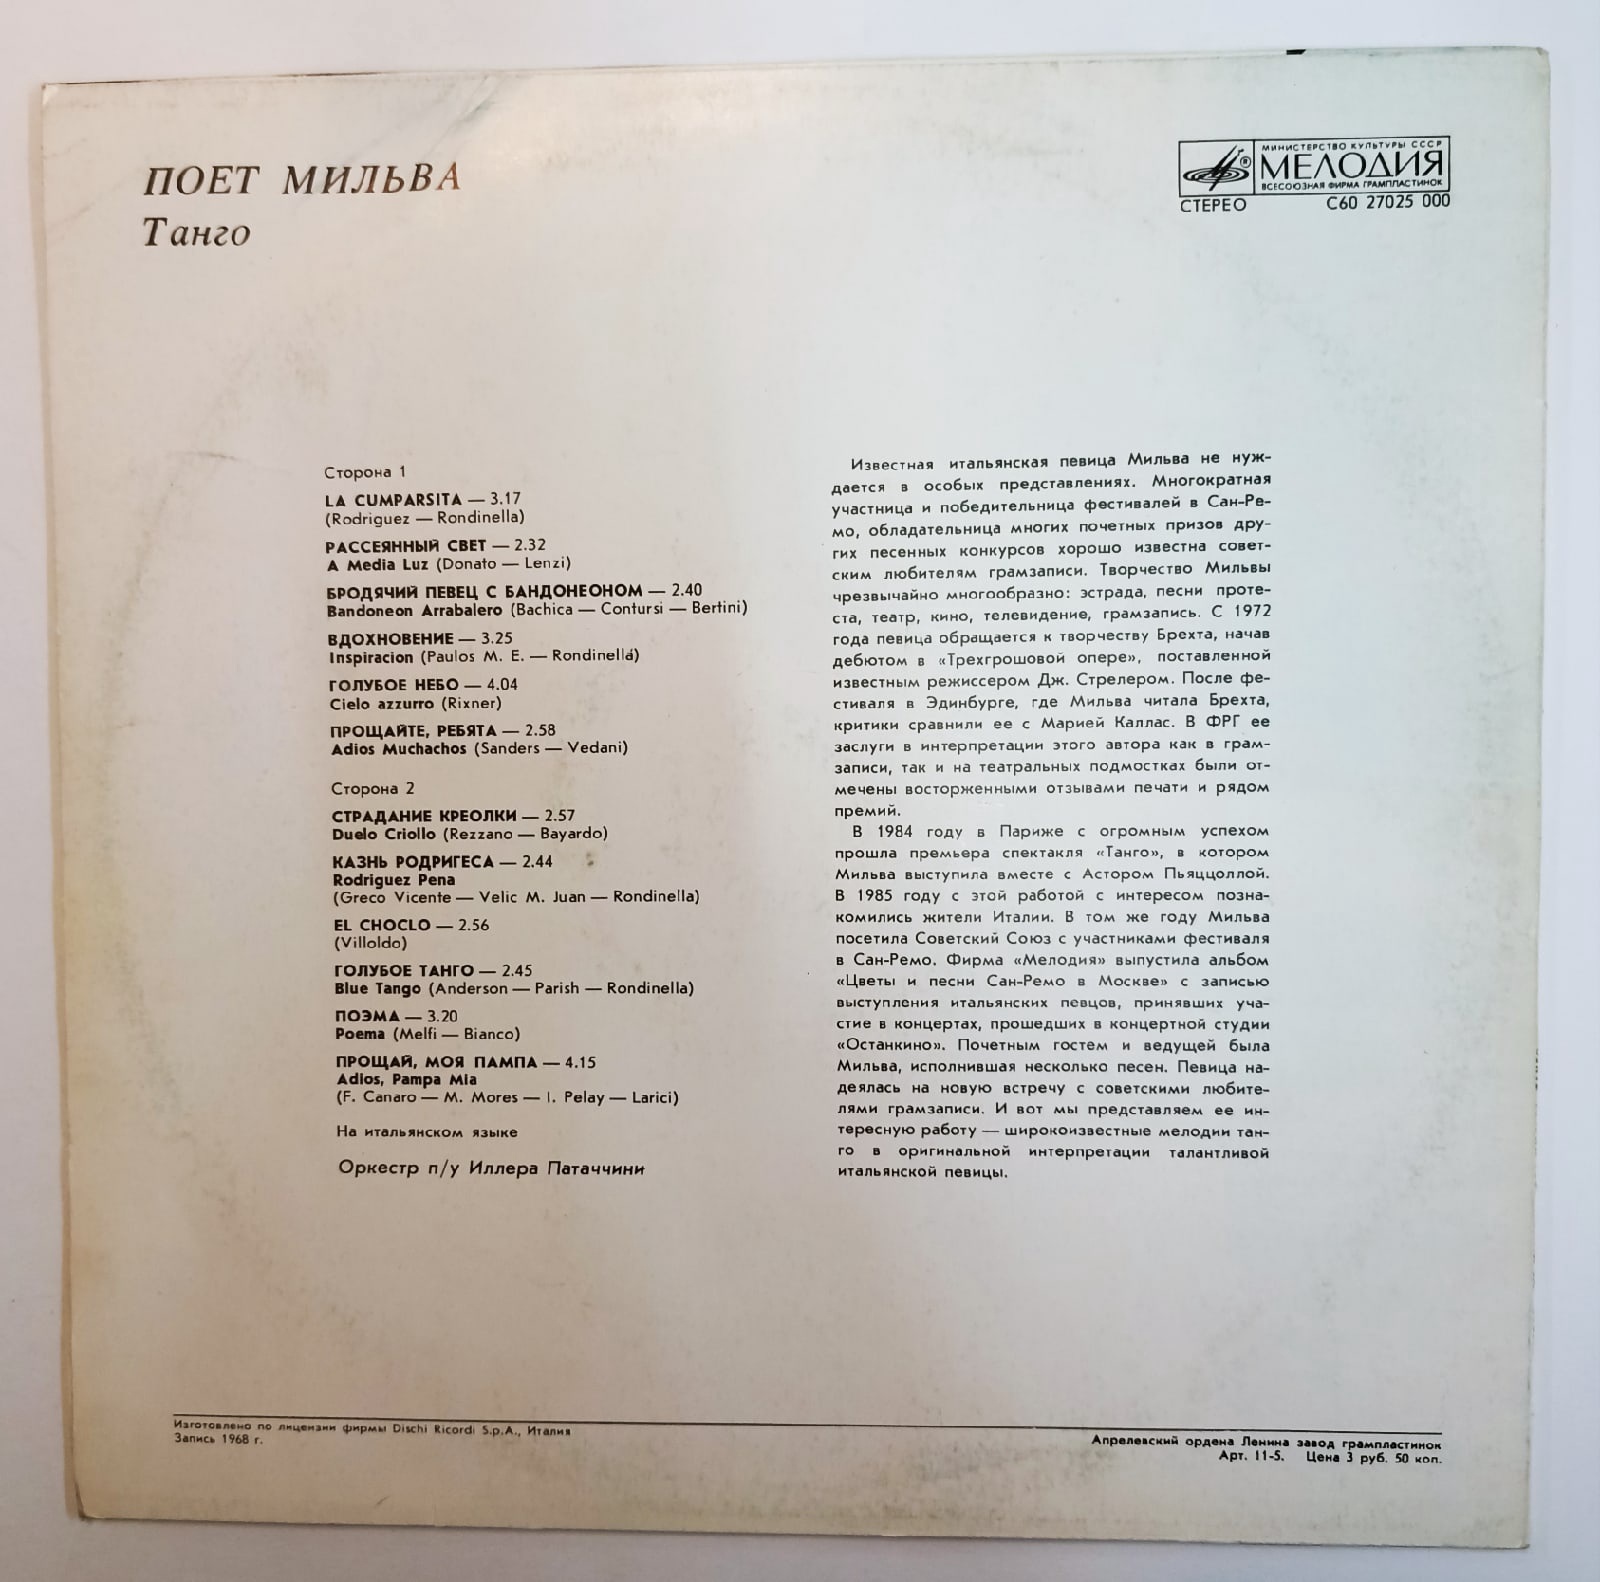 ПОЕТ МИЛЬВА
Танго
МИНИСТЕРСТВО КУЛЬТУРЫ СССР
МЕЛОДИЯ
ВСЕСОЮЗНАЯ ФИРМА ГРАМПЛАСТИНОК
СТЕРЕО С60 27025 000
Сторона 1
LA CUMPARSITA — 3.17
(Rodriguez — Rondinella)
РАССЕЯННЫЙ СВЕТ — 2.32
A Media Luz (Donato — Lenzi)
БРОДЯЧИЙ ПЕВЕЦ С БАНДОНЕОНОМ — 2.40
Bandoneon Arrabalero (Bachica — Contursi — Bertini)
ВДОХНОВЕНИЕ — 3.25
Inspiracion (Paulos M. E. — Rondinella)
ГОЛУБОЕ НЕБО — 4.04
Cielo azzurro (Rixner)
ПРОЩАЙТЕ, РЕБЯТА — 2.58
Adios Muchachos (Sanders — Vedani)
Сторона 2
СТРАДАНИЕ КРЕОЛКИ — 2.57
Duelo Criollo (Rezzano — Bayardo)
КАЗНЬ РОДРИГЕСА — 2.44
Rodriguez Pena
(Greco Vicente — Velic M. Juan — Rondinella)
EL CHOCLO — 2.56
(Villoldo)
ГОЛУБОЕ ТАНГО — 2.45
Blue Tango (Anderson — Parish — Rondinella)
ПОЭМА — 3.20
Poema (Melfi — Bianco)
ПРОЩАЙ, МОЯ ПАМПА — 4.15
Adios, Pampa Mia
(F. Canaro — M. Mores — I. Pelay — Larici)
На итальянском языке
Оркестр п/у Иллера Патаччини
Известная итальянская певица Мильва не нуж-
дается в особых представлениях. Многократная
участница и победительница фестивалей в Сан-Ре-
мо, обладательница многих почетных призов дру-
гих песенных конкурсов хорошо известна совет-
ским любителям грамзаписи. Творчество Мильвы
чрезвычайно многообразно: эстрада, песни проте-
ста, театр, кино, телевидение, грамзапись. С 1972
года певица обращается к творчеству Брехта, начав
дебютом в «Трехгрошовой опере», поставленной
известным режиссером Дж. Стрелером. После фе-
стиваля в Эдинбурге, где Мильва читала Брехта,
критики сравнили ее с Марией Каллас. В ФРГ ее
заслуги в интерпретации этого автора как в грам-
записи, так и на театральных подмостках были от-
мечены восторженными отзывами печати и рядом
премий.
В 1984 году в Париже с огромным успехом
прошла премьера спектакля «Танго», в котором
Мильва выступила вместе с Астором Пьяццоллой.
В 1985 году с этой работой с интересом позна-
комились жители Италии. В том же году Мильва
посетила Советский Союз с участниками фестиваля
в Сан-Ремо. Фирма «Мелодия» выпустила альбом
«Цветы и песни Сан-Ремо в Москве» с записью
выступления итальянских певцов, принявших уча-
стие в концертах, прошедших в концертной студии
«Останкино». Почетным гостем и ведущей была
Мильва, исполнившая несколько песен. Певица на-
деялась на новую встречу с советскими любите-
лями грамзаписи. И вот мы представляем ее ин-
тересную работу — широкоизвестные мелодии тан-
го в оригинальной интерпретации талантливой
итальянской певицы.
Изготовлено по лицензии фирмы Dischi Ricordi S.p.A., Италия
Запись 1968 г.
Апрелевский ордена Ленина завод грампластинок
Арт. 11-5. Цена 3 руб. 50 коп.